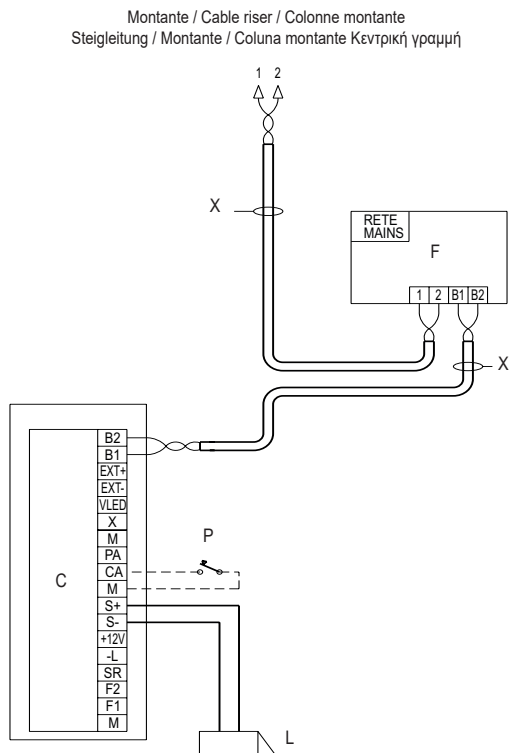 Montante / Cable riser / Colonne montante
Steigleitung / Montante / Coluna montante Κεντρική γραμμή
1 2
X
RETE
MAINS
F
1 2 B1 B2
X
B2
B1
EXT+
EXT-
VLED
X
M
PA
P
CA
C
M
S+
S-
+12V
-L
SR
F2
F1
M
L